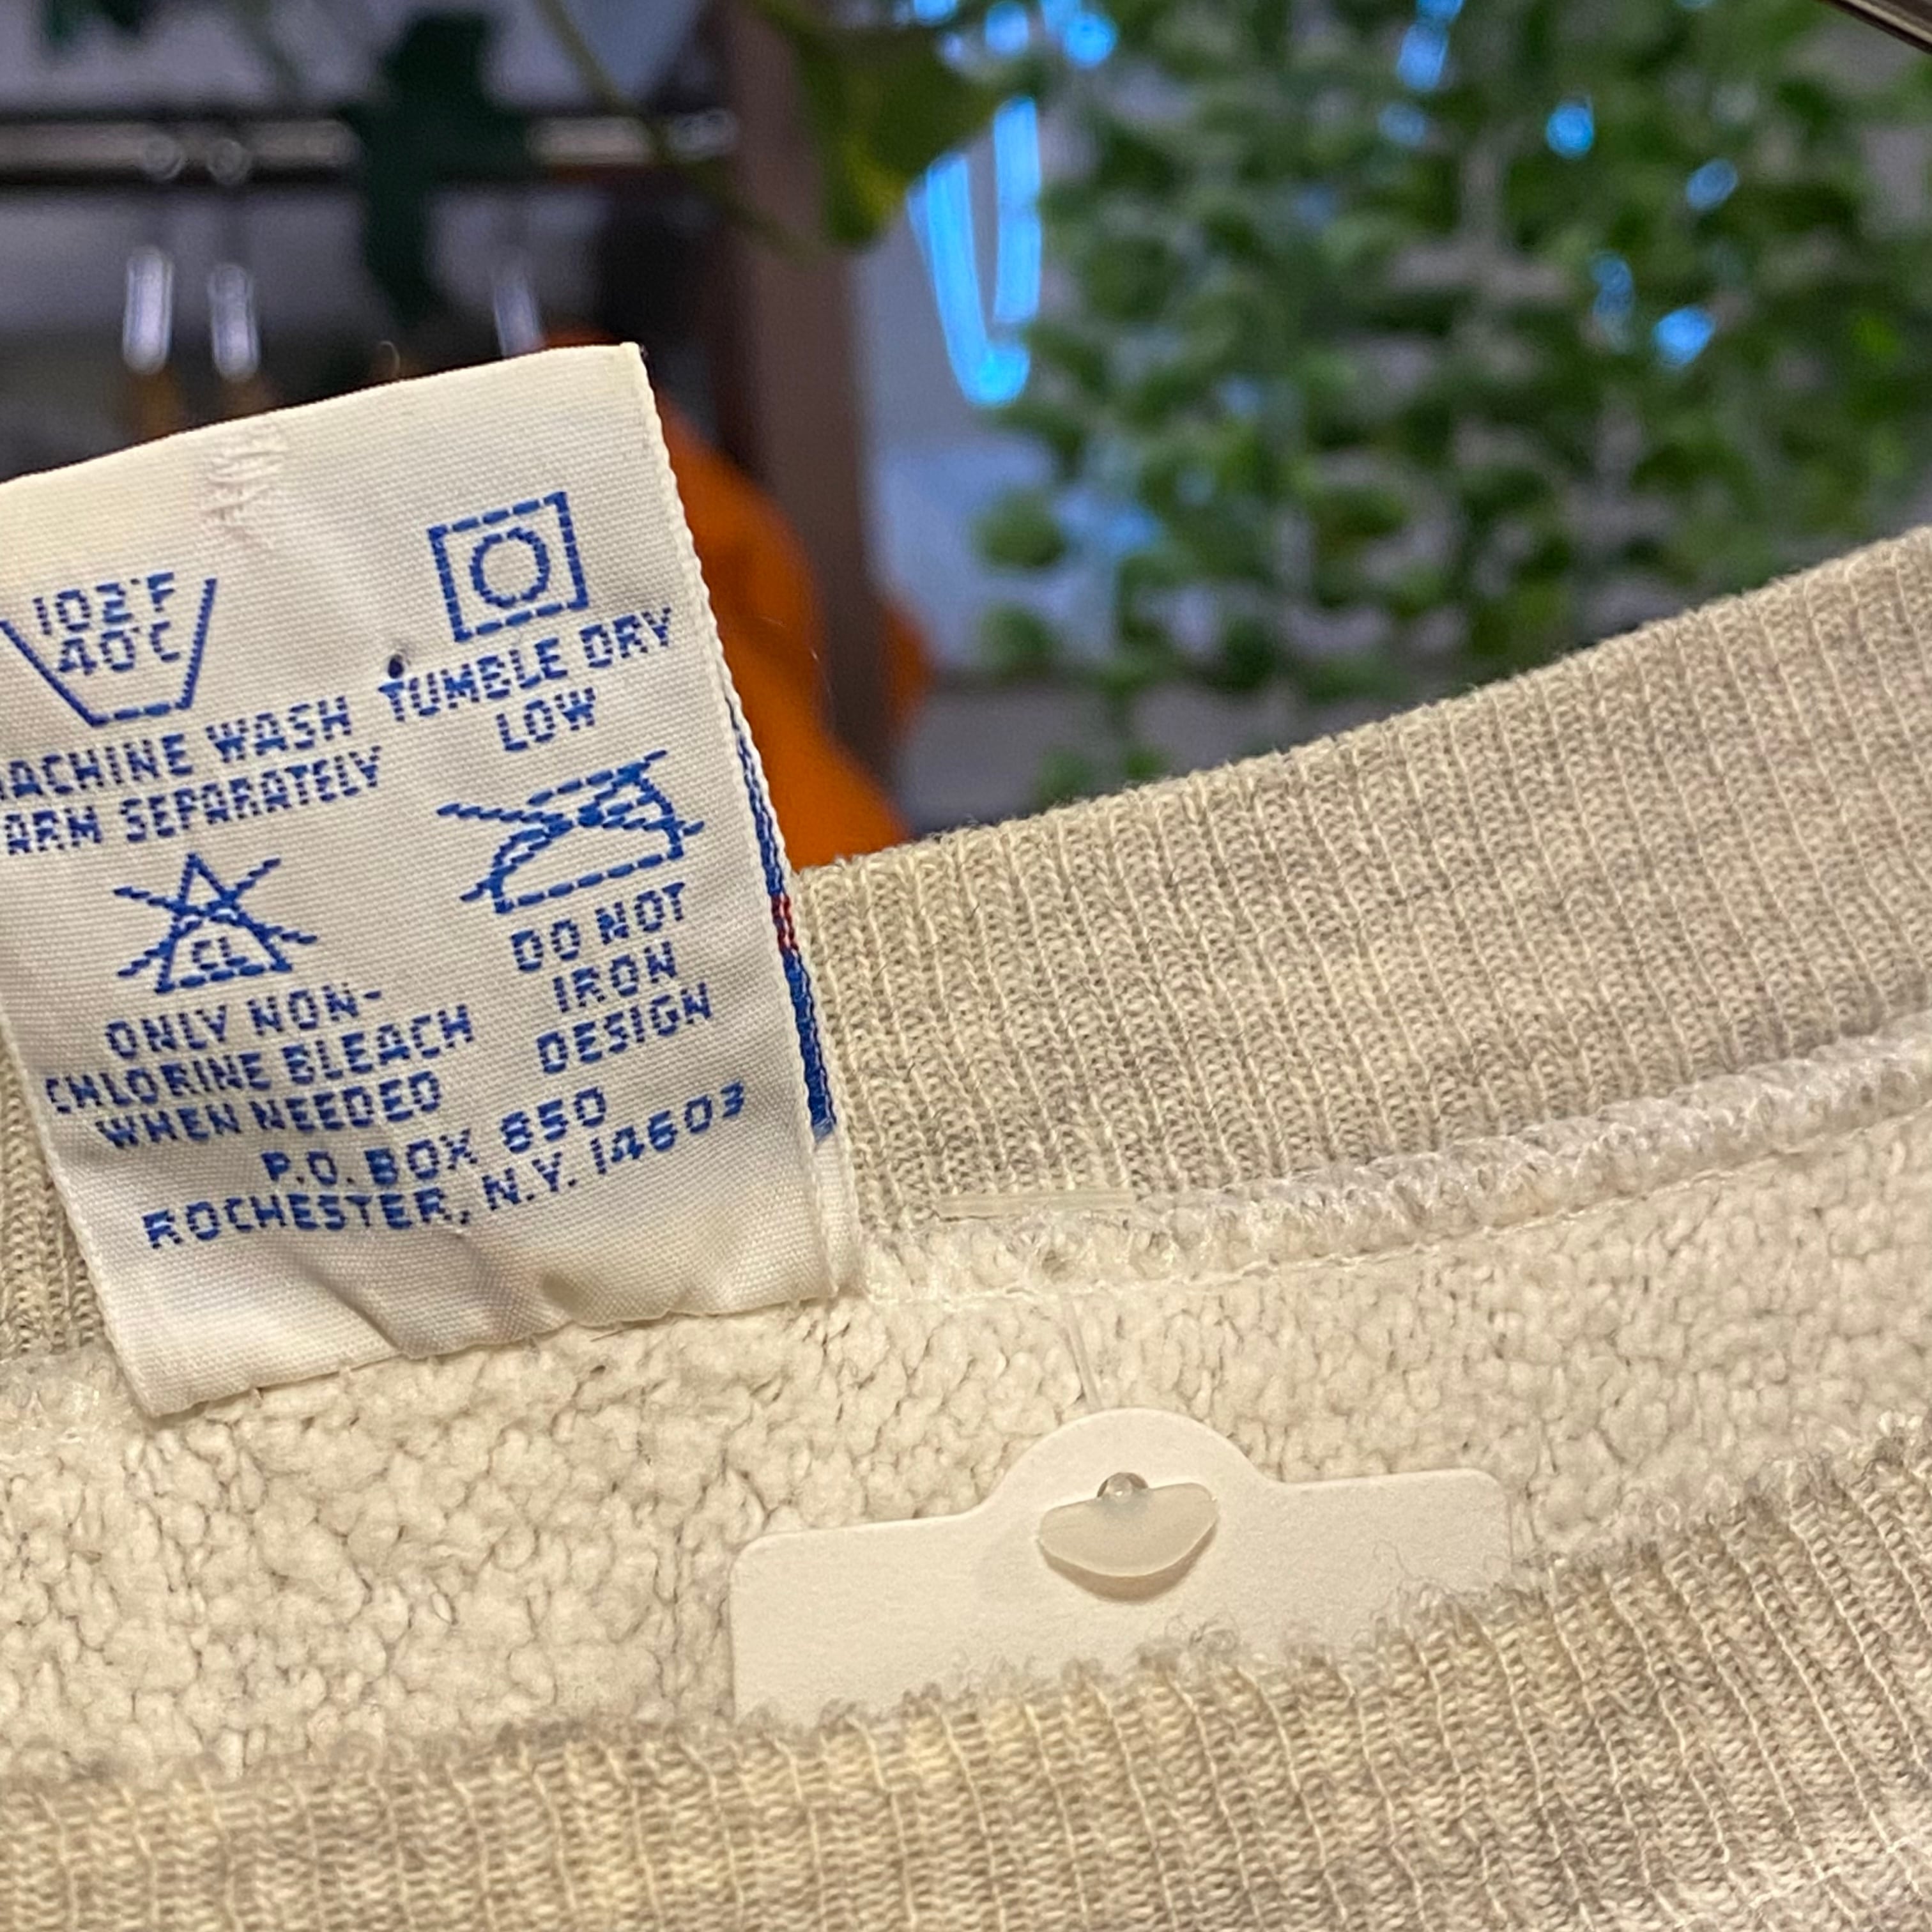 102°F
40°C
MACHINE WASH
ARM SEPARATELY
TUMBLE DRY
LOW
CL
ONLY NON-
CHLORINE BLEACH
WHEN NEEDED
DO NOT
IRON
DESIGN
P.O. BOX 850
ROCHESTER, N.Y. 14603